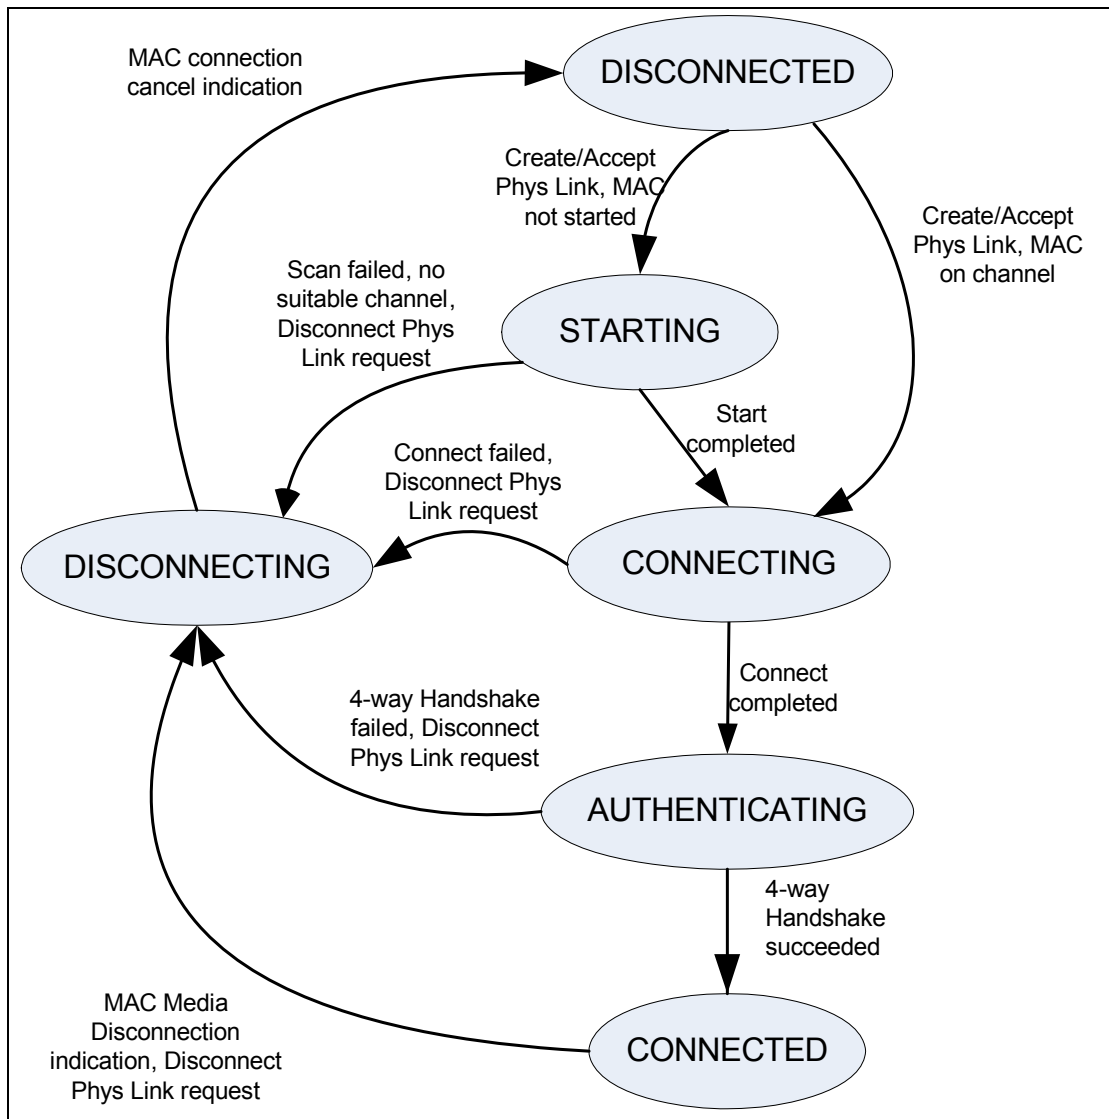 MAC connection
cancel indication
DISCONNECTED
Create/Accept
Phys Link, MAC
not started
Create/Accept
Phys Link, MAC
on channel
Scan failed, no
suitable channel,
Disconnect Phys
Link request
STARTING
Start
completed
Connect failed,
Disconnect Phys
Link request
DISCONNECTING
CONNECTING
Connect
completed
4-way Handshake
failed, Disconnect
Phys Link request
AUTHENTICATING
4-way
Handshake
succeeded
MAC Media
Disconnection
indication, Disconnect
Phys Link request
CONNECTED